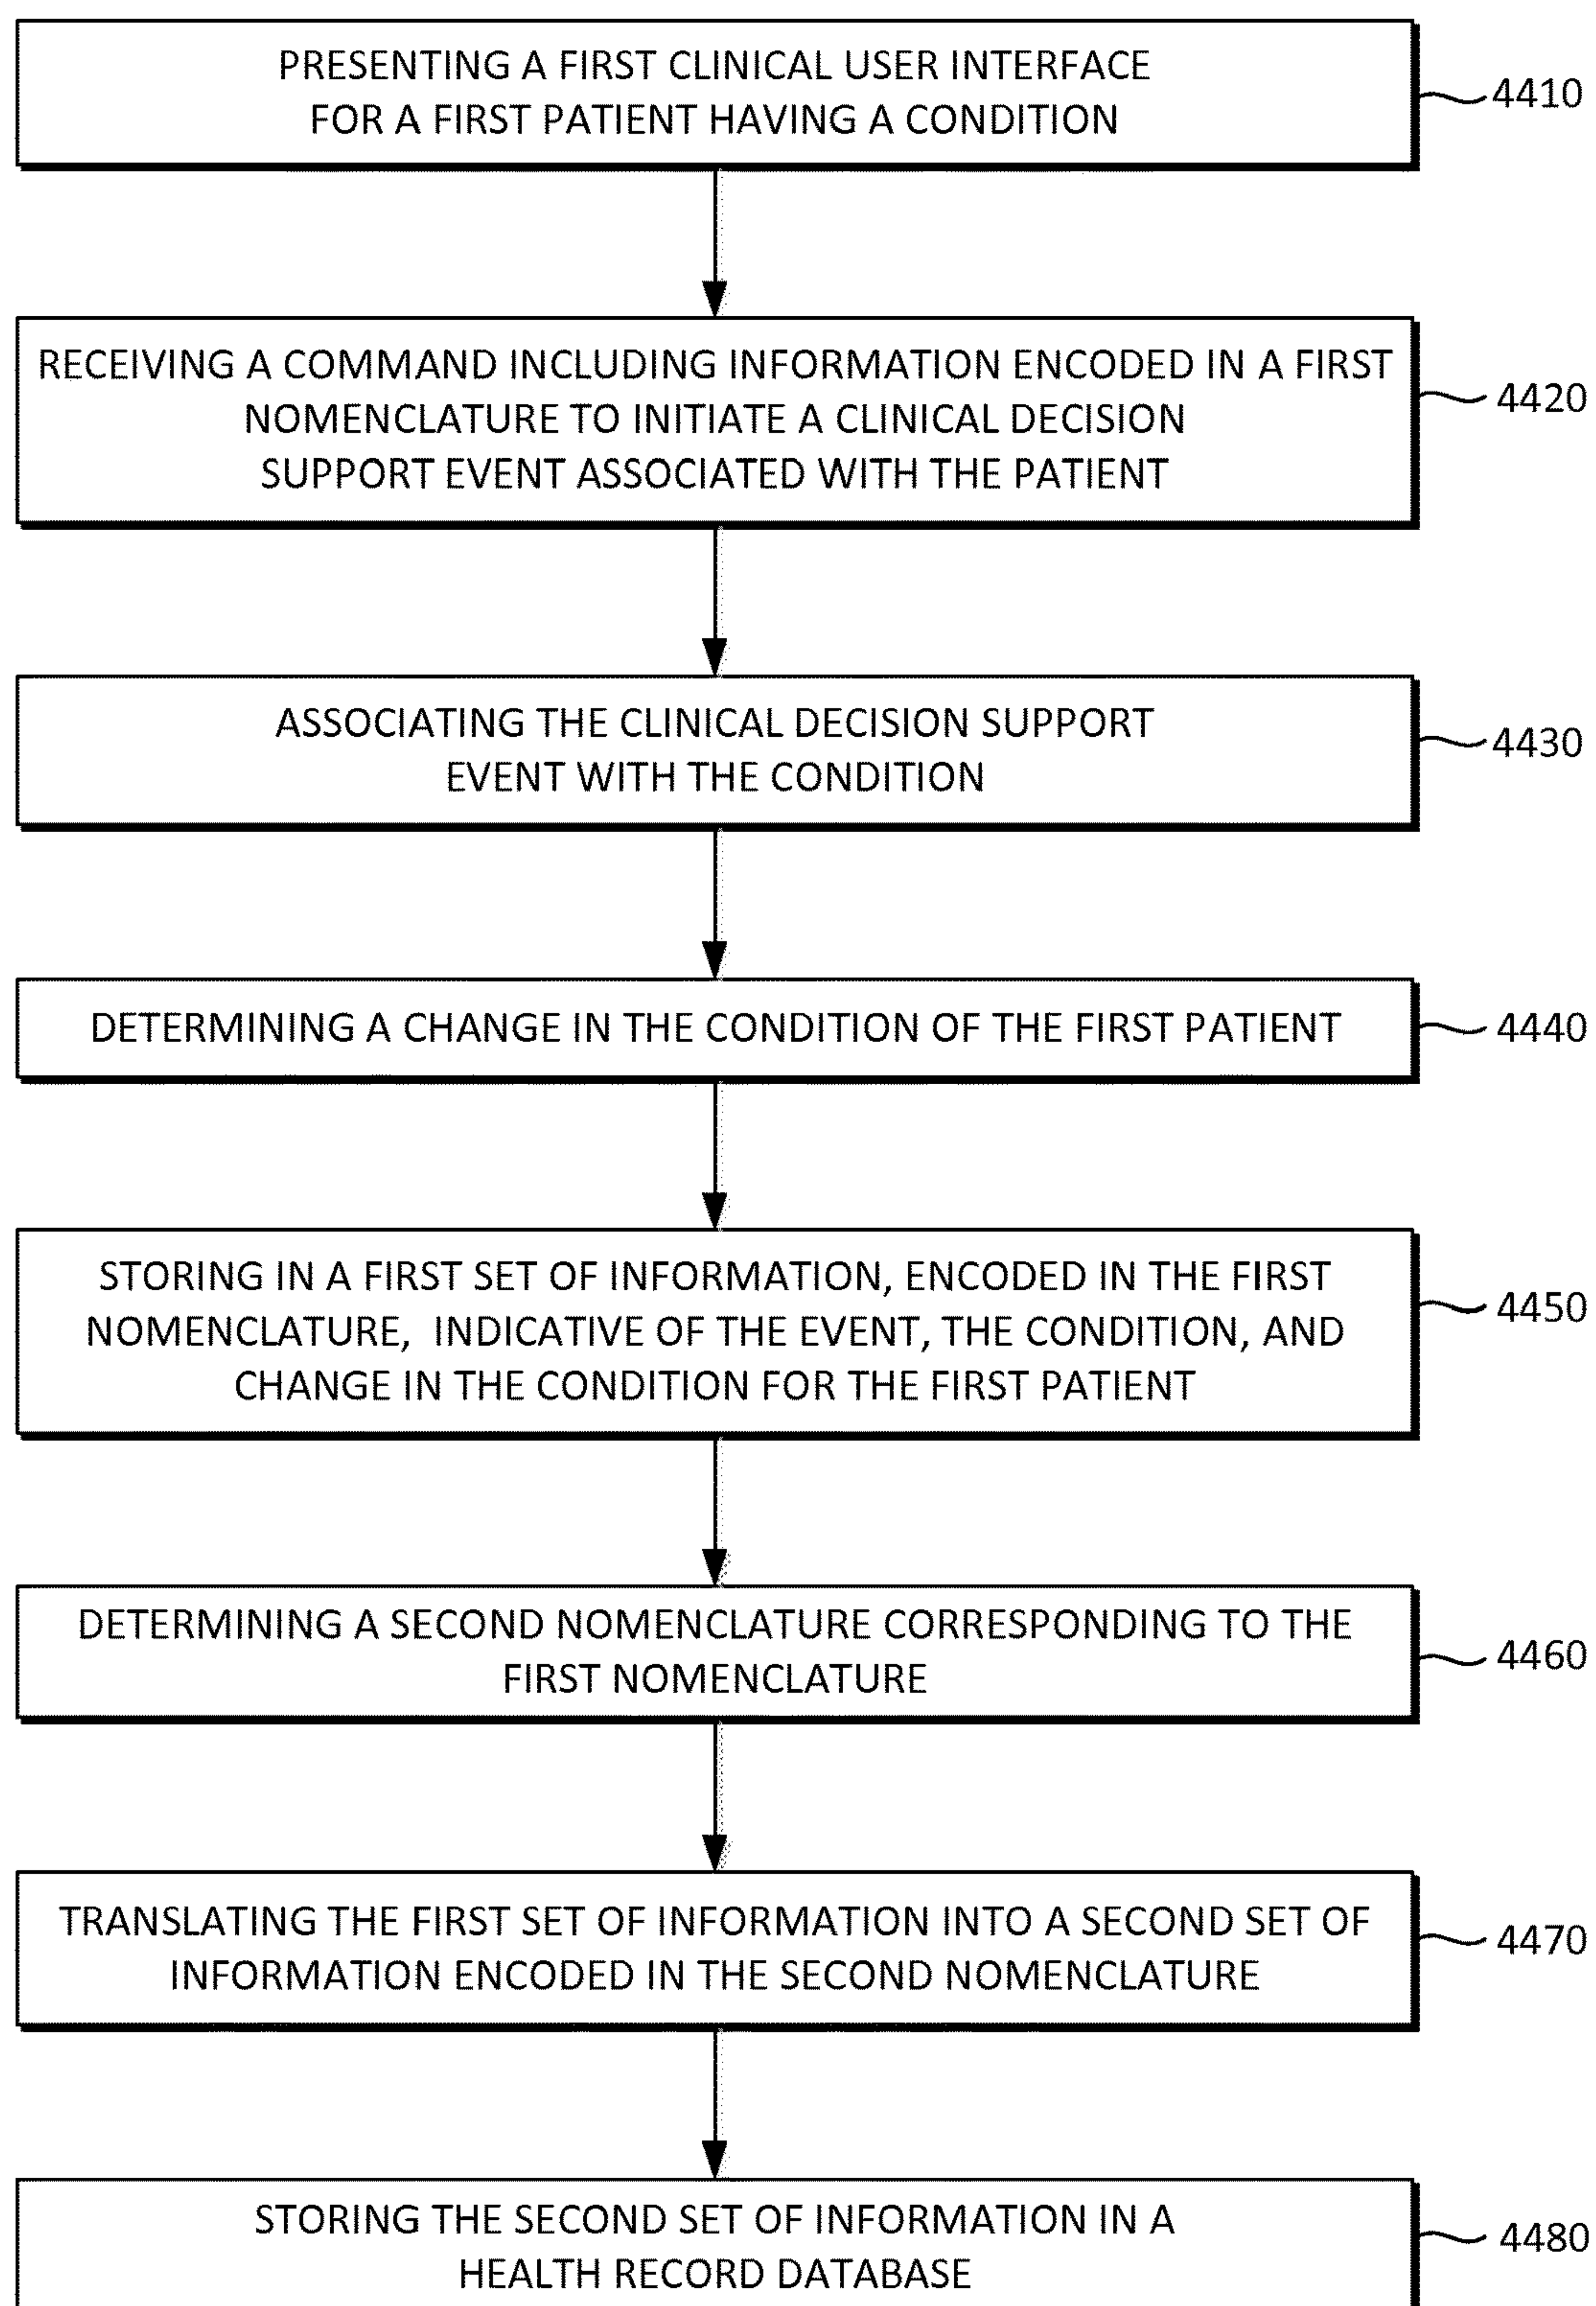 PRESENTING A FIRST CLINICAL USER INTERFACE
FOR A FIRST PATIENT HAVING A CONDITION
4410
RECEIVING A COMMAND INCLUDING INFORMATION ENCODED IN A FIRST
NOMENCLATURE TO INITIATE A CLINICAL DECISION
SUPPORT EVENT ASSOCIATED WITH THE PATIENT
4420
ASSOCIATING THE CLINICAL DECISION SUPPORT
EVENT WITH THE CONDITION
4430
DETERMINING A CHANGE IN THE CONDITION OF THE FIRST PATIENT
4440
STORING IN A FIRST SET OF INFORMATION, ENCODED IN THE FIRST
NOMENCLATURE, INDICATIVE OF THE EVENT, THE CONDITION, AND
CHANGE IN THE CONDITION FOR THE FIRST PATIENT
4450
DETERMINING A SECOND NOMENCLATURE CORRESPONDING TO THE
FIRST NOMENCLATURE
4460
TRANSLATING THE FIRST SET OF INFORMATION INTO A SECOND SET OF
INFORMATION ENCODED IN THE SECOND NOMENCLATURE
4470
STORING THE SECOND SET OF INFORMATION IN A
HEALTH RECORD DATABASE
4480